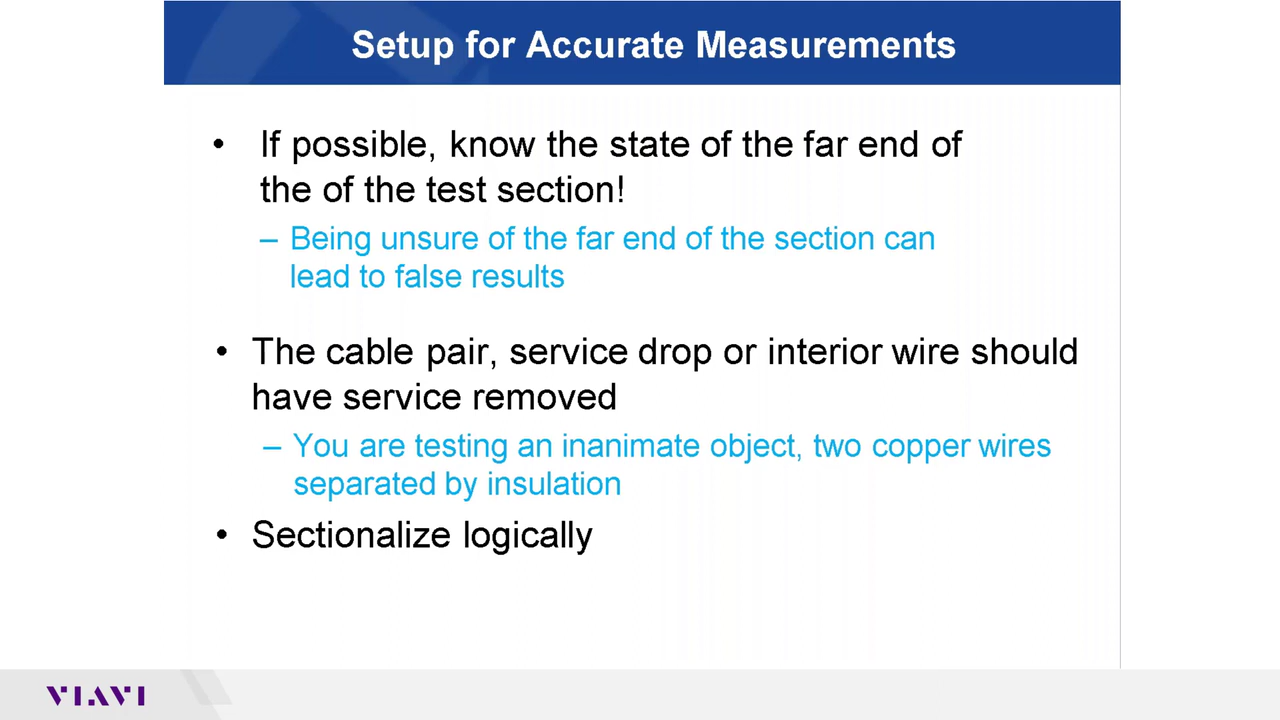 Setup for Accurate Measurements
• If possible, know the state of the far end of
the of the test section!
– Being unsure of the far end of the section can
lead to false results
• The cable pair, service drop or interior wire should
have service removed
– You are testing an inanimate object, two copper wires
separated by insulation
• Sectionalize logically
VIAVI